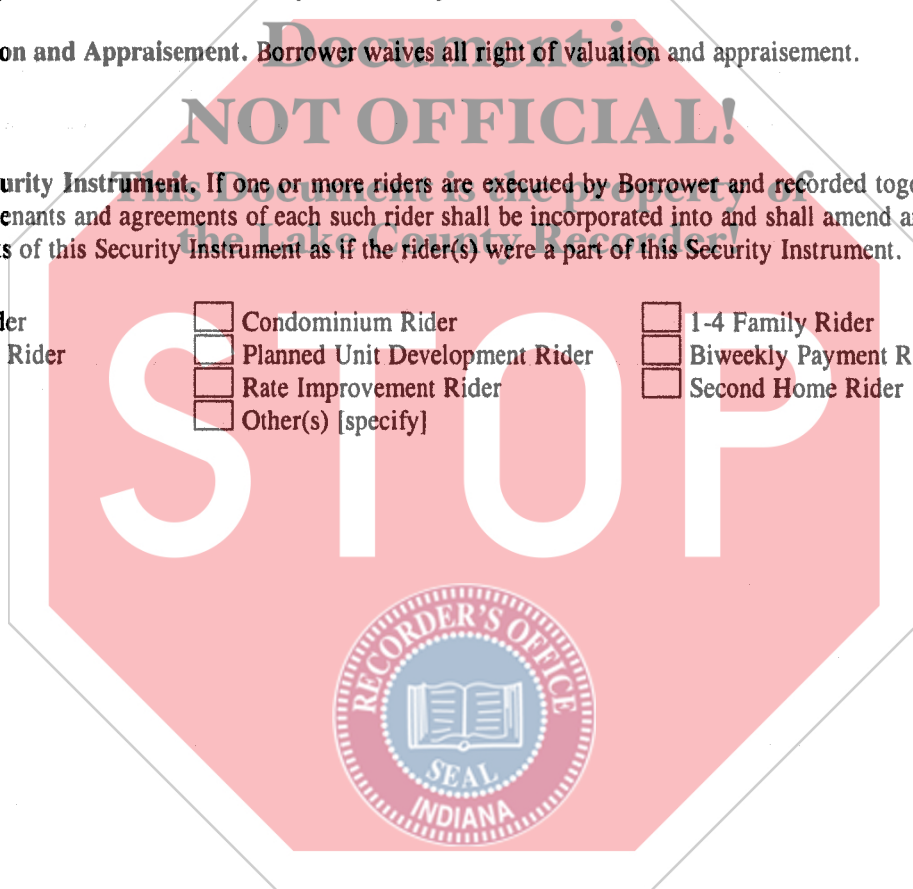 Document is
on and Appraisement. Borrower waives all right of valuation and appraisement.
NOT OFFICIAL!
This Document is the property of
urity Instrument. If one or more riders are executed by Borrower and recorded toge
enants and agreements of each such rider shall be incorporated into and shall amend a
the Lake County Recorder!
s of this Security Instrument as if the rider(s) were a part of this Security Instrument.
der Condominium Rider 1-4 Family Rider
Rider Planned Unit Development Rider Biweekly Payment R
Rate Improvement Rider Second Home Rider
Other(s) [specify]
STOP
RECORDER'S OFFICE
SEAL
INDIANA